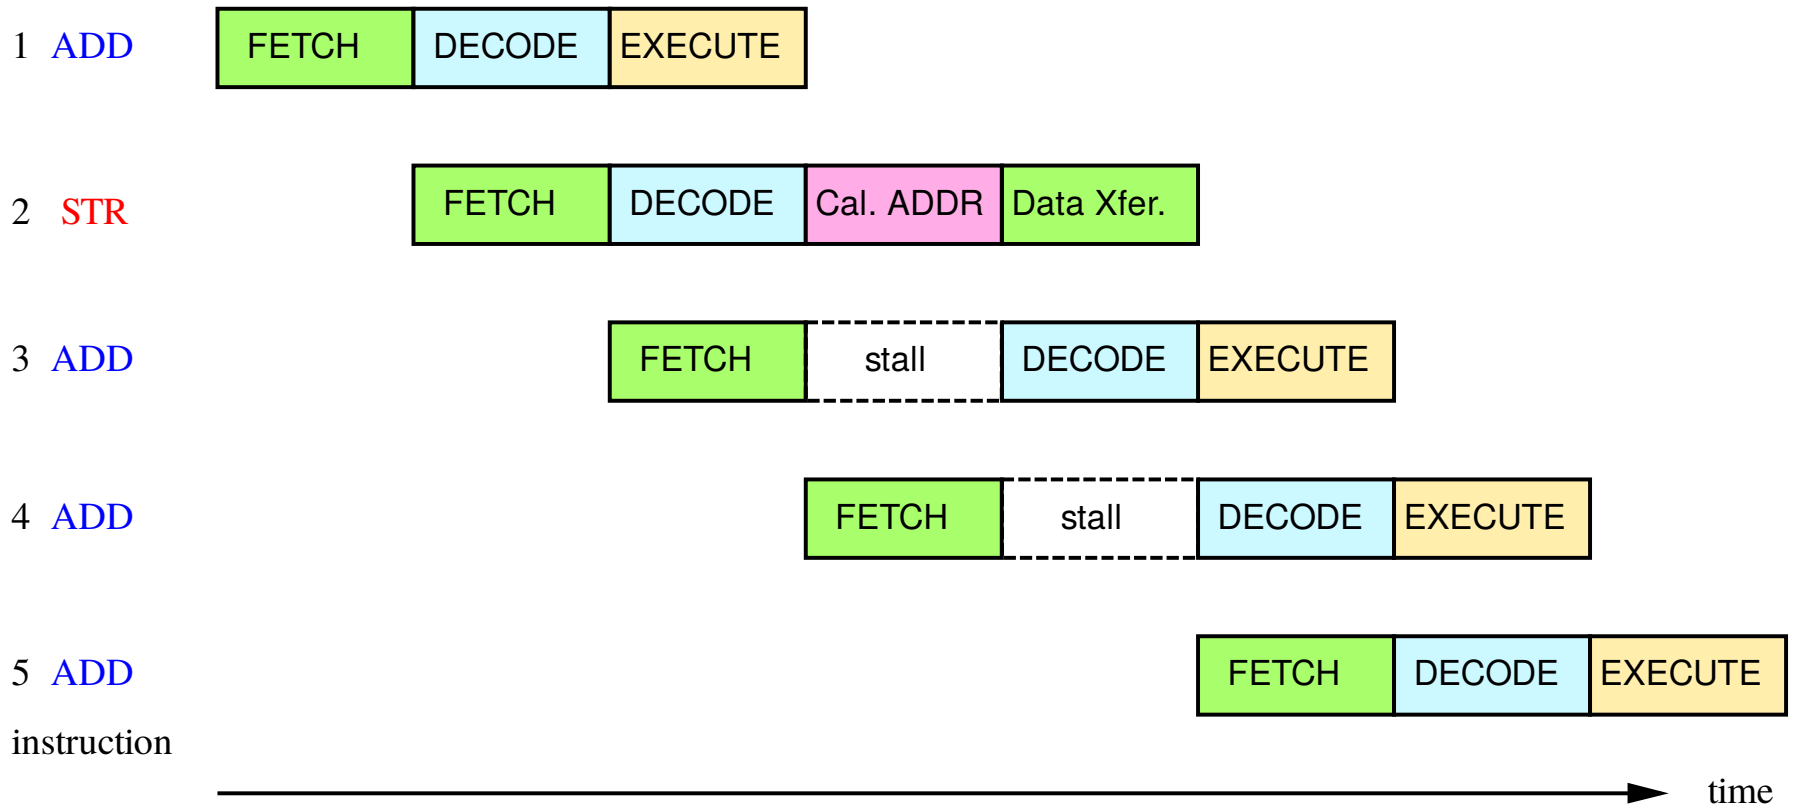 1 ADD FETCH DECODE EXECUTE
2 STR FETCH DECODE Cal. ADDR Data Xfer.
3 ADD FETCH stall DECODE EXECUTE
4 ADD FETCH stall DECODE EXECUTE
5 ADD FETCH DECODE EXECUTE
instruction
time